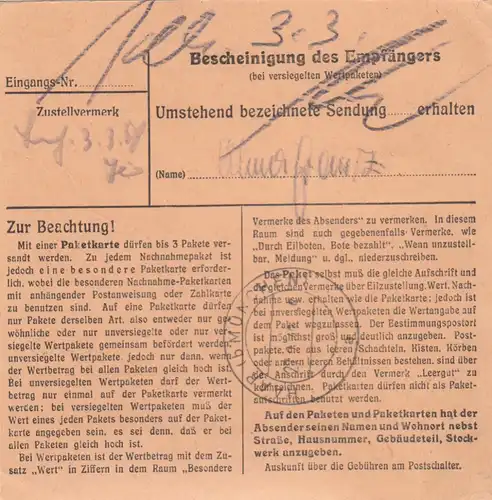 3. 3.
Bescheinigung des Empfängers
(bei versiegelten Wertpaketen)
Eingangs-Nr.
Zustellvermerk
Umstehend bezeichnete Sendung erhalten
3. 3.
(Name)
Zur Beachtung!
Mit einer Paketkarte dürfen bis 3 Pakete ver-
sandt werden. Zu jedem Nachnahmepaket ist
jedoch eine besondere Paketkarte erforder-
lich, wobei die besonderen Nachnahme-Paketkarten
mit anhängender Postanweisung oder Zahlkarte
zu benutzen sind. Auf eine Paketkarte dürfen
nur Pakete derselben Art, also entweder nur ge-
wöhnliche oder nur unversiegelte oder nur ver-
siegelte Wertpakete gemeinsam befördert werden,
unversiegelte Wertpakete jedoch nur dann, wenn
der Wertbetrag bei allen Paketen gleich hoch ist.
Bei unversiegelten Wertpaketen darf der Wert-
betrag nur einmal auf der Paketkarte vermerkt
werden; bei versiegelten Wertpaketen muß der
Wert eines jeden Pakets besonders auf der Paket-
karte angegeben sein, es sei denn, daß er bei
allen Paketen gleich hoch ist.
Bei Wertpaketen ist der Wertbetrag mit dem Zu-
satz „Wert" in Ziffern in dem Raum „Besondere
Vermerke des Absenders" zu vermerken. In diesem
Raum sind auch gegebenenfalls Vermerke, wie
„Durch Eilboten, Bote bezahlt", „Wenn unzustell-
bar, Meldung" u. dgl., niederzuschreiben.
Das Paket selbst muß die gleiche Aufschrift und
die gleichen Vermerke über Eilzustellung, Wert, Nach-
nahme usw. erhalten wie die Paketkarte; jedoch ist
bei unversiegelten Wertpaketen die Wertangabe auf
dem Paket wegzulassen. Der Bestimmungspostort
ist möglichst groß und deutlich anzugeben. Post-
pakete, die aus leeren Schachteln, Kisten, Körben
oder anderen leeren Behältnissen bestehen, sind über
der Aufschrift durch den Vermerk „Leergut" zu
kennzeichnen. Paketkarten dürfen nicht als Paket-
aufschriften benutzt werden.
Auf den Paketen und Paketkarten hat der
Absender seinen Namen und Wohnort nebst
Straße, Hausnummer, Gebäudeteil, Stock-
werk anzugeben.
Auskunft über die Gebühren am Postschalter.